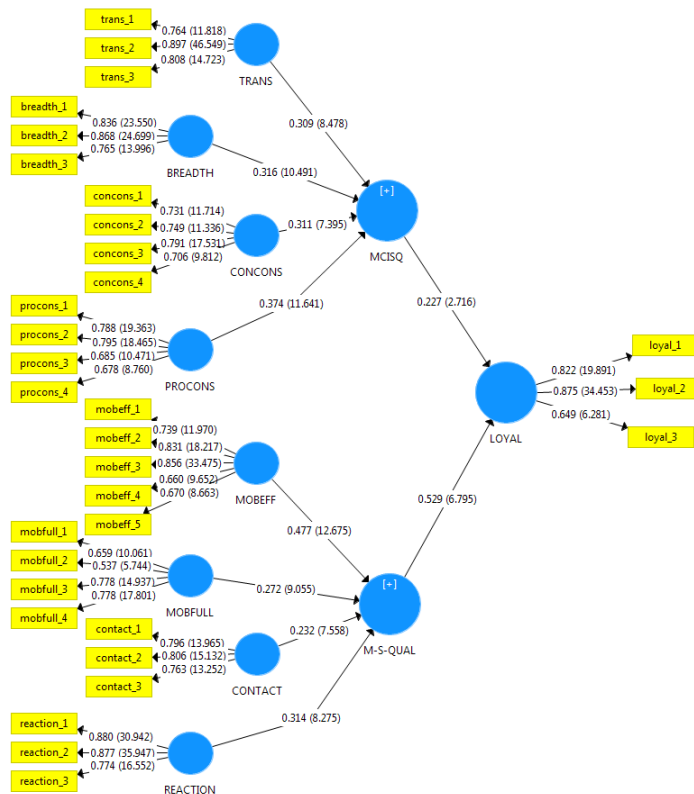 trans_1
0.764 (11.818)
trans_2
0.897 (46.549)
0.808 (14.723)
trans_3
TRANS
0.309 (8.478)
breadth_1
0.836 (23.550)
breadth_2
0.868 (24.699)
0.765 (13.996)
breadth_3
BREADTH
0.316 (10.491)
[+]
MCISQ
concons_1
0.731 (11.714)
concons_2
0.749 (11.336)
concons_3
0.791 (17.531)
0.706 (9.812)
concons_4
CONCONS
0.311 (7.395)
procons_1
0.788 (19.363)
procons_2
0.795 (18.465)
procons_3
0.685 (10.471)
0.678 (8.760)
procons_4
PROCONS
0.374 (11.641)
0.227 (2.716)
loyal_1
0.822 (19.891)
loyal_2
0.875 (34.453)
0.649 (6.281)
loyal_3
LOYAL
mobeff_1
0.739 (11.970)
mobeff_2
0.831 (18.217)
mobeff_3
0.856 (33.475)
0.660 (9.652)
mobeff_4
0.670 (8.663)
mobeff_5
MOBEFF
0.477 (12.675)
0.529 (6.795)
mobfull_1
0.659 (10.061)
mobfull_2
0.537 (5.744)
mobfull_3
0.778 (14.937)
0.778 (17.801)
mobfull_4
MOBFULL
0.272 (9.055)
[+]
M-S-QUAL
contact_1
0.796 (13.965)
contact_2
0.806 (15.132)
0.763 (13.252)
contact_3
CONTACT
0.232 (7.558)
reaction_1
0.880 (30.942)
reaction_2
0.877 (35.947)
0.774 (16.552)
reaction_3
REACTION
0.314 (8.275)